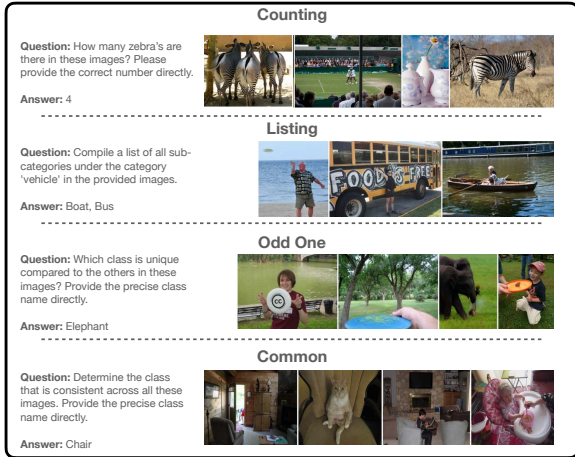 Counting
Question: How many zebra's are
there in these images? Please
provide the correct number directly.
Answer: 4
Listing
Question: Compile a list of all sub-
categories under the category
'vehicle' in the provided images.
Answer: Boat, Bus
FOOD'S FREE!
Odd One
Question: Which class is unique
compared to the others in these
images? Provide the precise class
name directly.
Answer: Elephant
CC
Common
Question: Determine the class
that is consistent across all these
images. Provide the precise class
name directly.
Answer: Chair